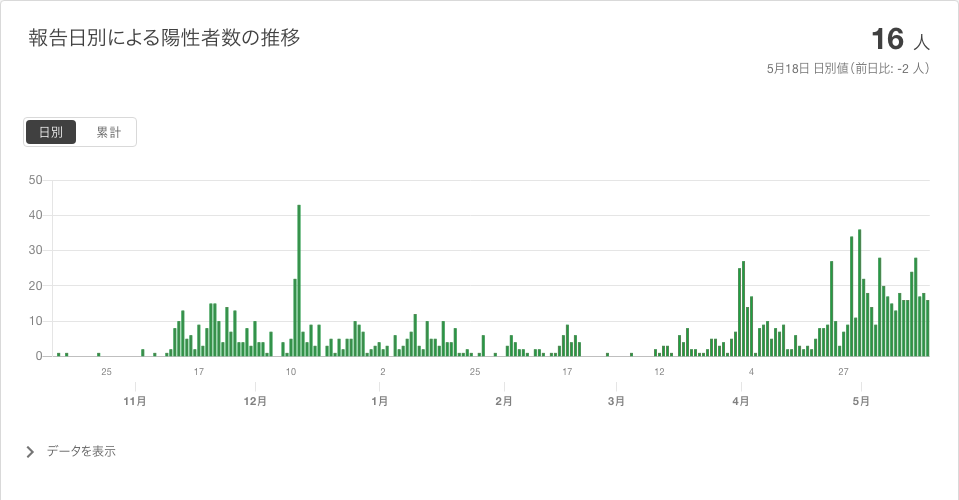 報告日別による陽性者数の推移
16 人
5月18日 日別値（前日比: -2 人）
日別 累計
50
40
30
20
10
0
25 17 10 2 25 17 12 4 27
11月 12月 1月 2月 3月 4月 5月
データを表示